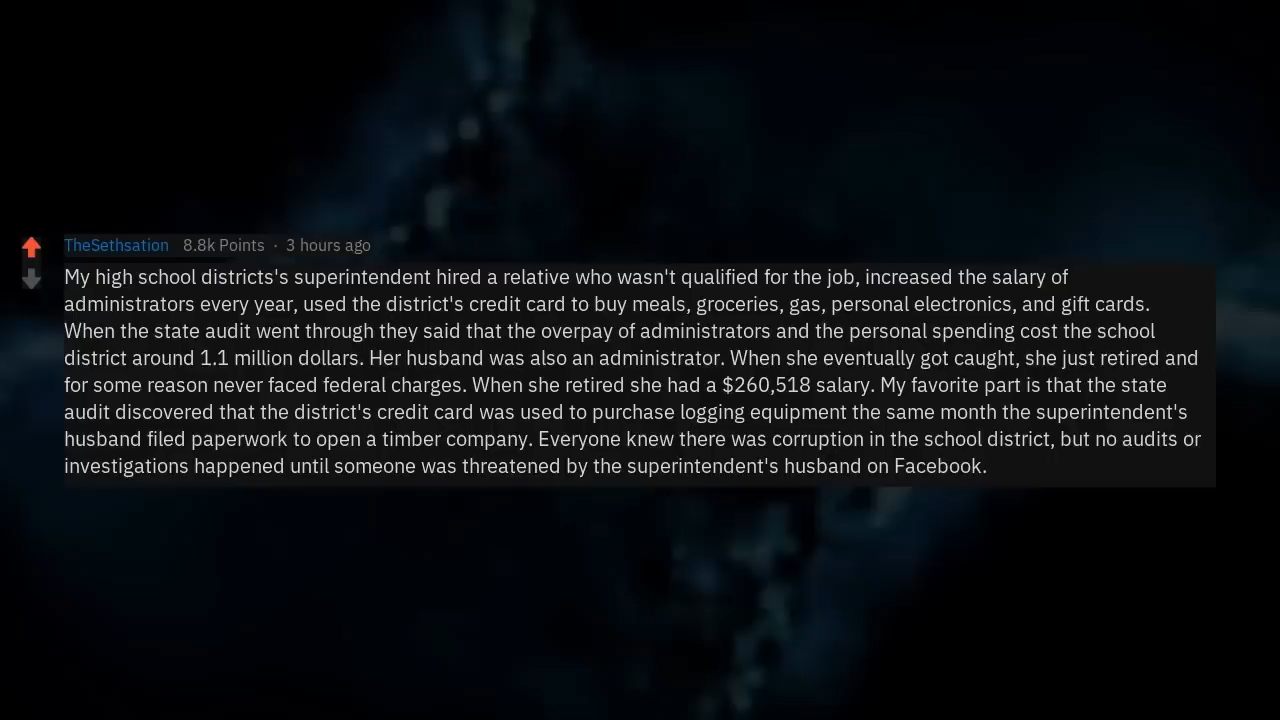 TheSethsation 8.8k Points · 3 hours ago
My high school districts's superintendent hired a relative who wasn't qualified for the job, increased the salary of
administrators every year, used the district's credit card to buy meals, groceries, gas, personal electronics, and gift cards.
When the state audit went through they said that the overpay of administrators and the personal spending cost the school
district around 1.1 million dollars. Her husband was also an administrator. When she eventually got caught, she just retired and
for some reason never faced federal charges. When she retired she had a $260,518 salary. My favorite part is that the state
audit discovered that the district's credit card was used to purchase logging equipment the same month the superintendent's
husband filed paperwork to open a timber company. Everyone knew there was corruption in the school district, but no audits or
investigations happened until someone was threatened by the superintendent's husband on Facebook.